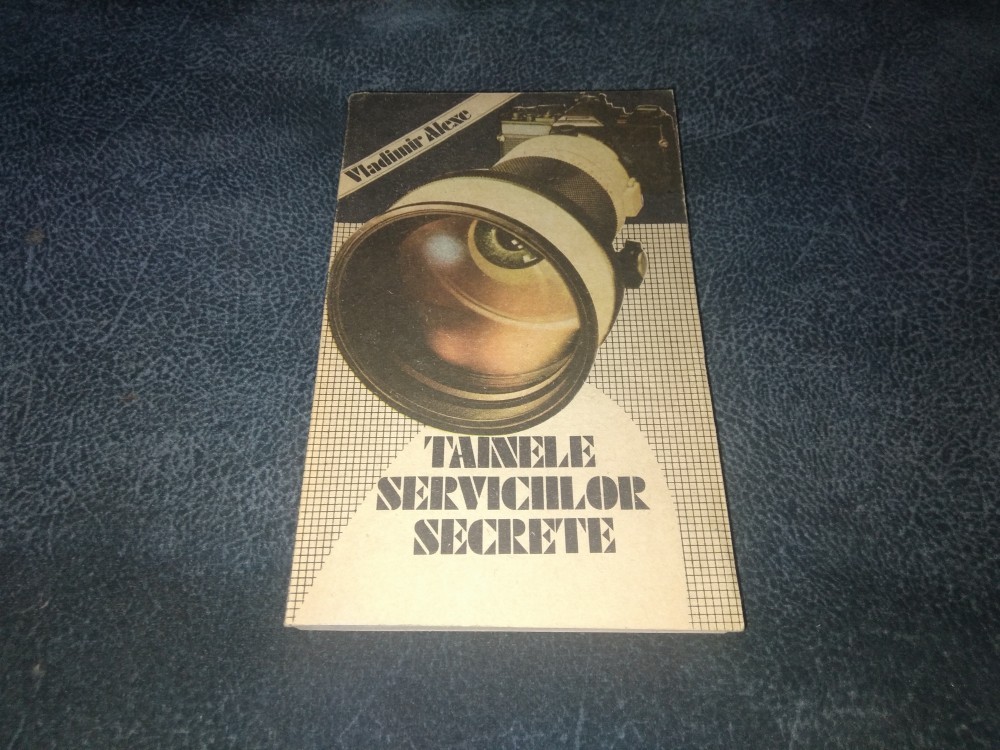 Vladimir Alexe
TAINELE
SERVICIILOR
SECRETE